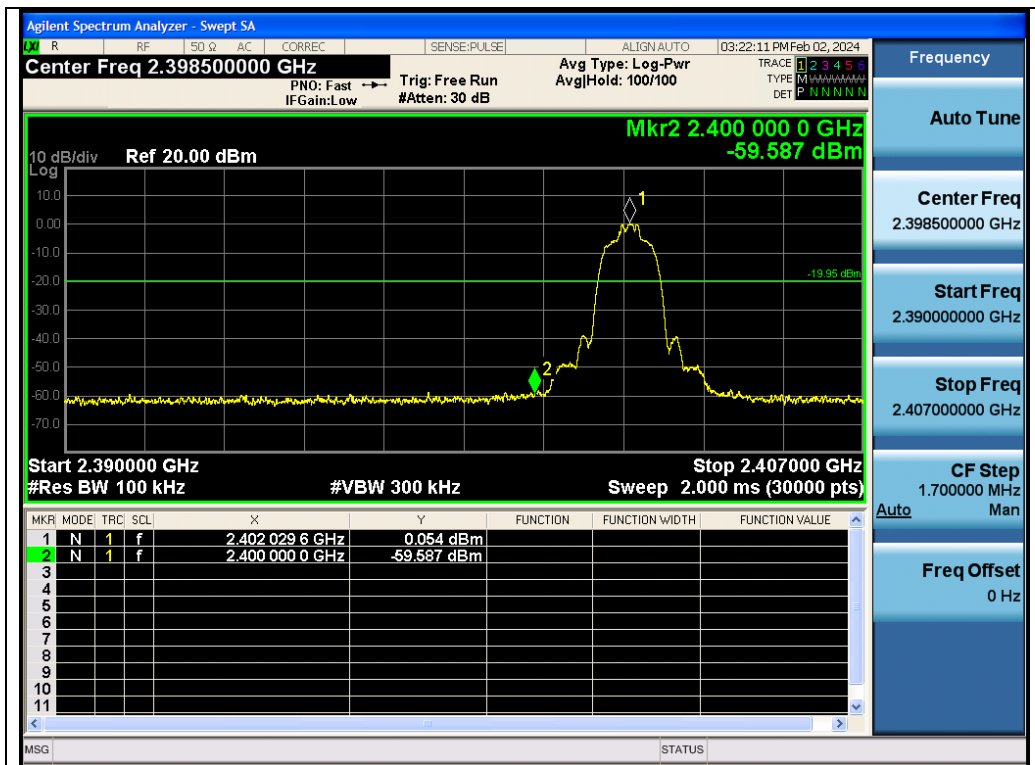 Agilent Spectrum Analyzer - Swept SA
LXI R RF 50 Ω AC CORREC SENSE:PULSE ALIGN AUTO 03:22:11 PM Feb 02, 2024
Center Freq 2.398500000 GHz
PNO: Fast
IFGain:Low
Trig: Free Run
#Atten: 30 dB
Avg Type: Log-Pwr
Avg|Hold: 100/100
TRACE 1 2 3 4 5 6
TYPE M WWWWW
DET P N N N N N
Mkr2 2.400 000 0 GHz
-59.587 dBm
10 dB/div Ref 20.00 dBm
Log
10.0
0.00
-10.0
-20.0
-30.0
-40.0
-50.0
-60.0
-70.0
1
-19.95 dBm
2
Start 2.390000 GHz Stop 2.407000 GHz
#Res BW 100 kHz #VBW 300 kHz Sweep 2.000 ms (30000 pts)
MKR MODE TRC SCL X Y FUNCTION FUNCTION WIDTH FUNCTION VALUE
1 N 1 f 2.402 029 6 GHz 0.054 dBm
2 N 1 f 2.400 000 0 GHz -59.587 dBm
3
4
5
6
7
8
9
10
11
MSG STATUS
Frequency
Auto Tune
Center Freq
2.398500000 GHz
Start Freq
2.390000000 GHz
Stop Freq
2.407000000 GHz
CF Step
1.700000 MHz
Auto Man
Freq Offset
0 Hz